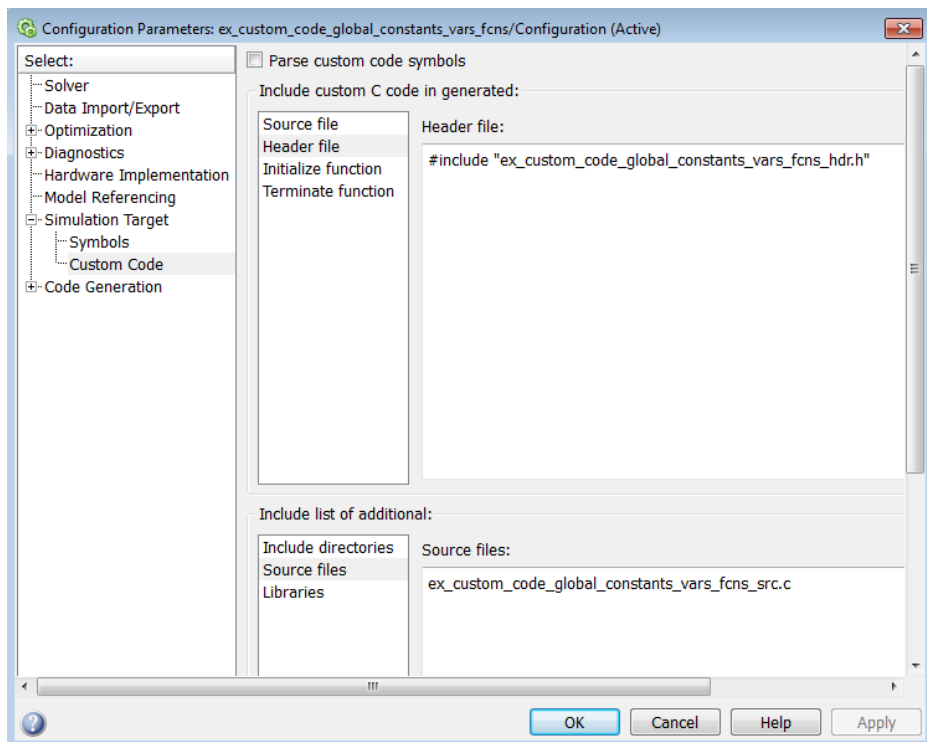 Configuration Parameters: ex_custom_code_global_constants_vars_fcns/Configuration (Active)
Select:
Solver
Data Import/Export
Optimization
Diagnostics
Hardware Implementation
Model Referencing
Simulation Target
Symbols
Custom Code
Code Generation
Parse custom code symbols
Include custom C code in generated:
Source file
Header file
Initialize function
Terminate function
Header file:
#include "ex_custom_code_global_constants_vars_fcns_hdr.h"
Include list of additional:
Include directories
Source files
Libraries
Source files:
ex_custom_code_global_constants_vars_fcns_src.c
OK
Cancel
Help
Apply